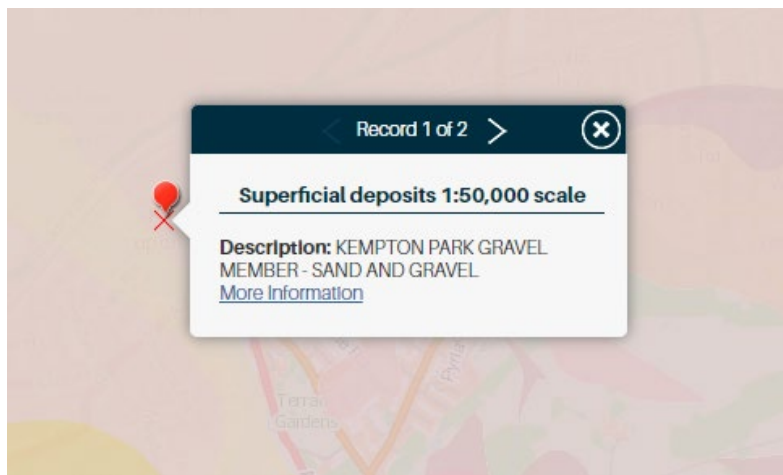 Record 1 of 2
Superficial deposits 1:50,000 scale
Description: KEMPTON PARK GRAVEL
MEMBER - SAND AND GRAVEL
More Information
Gardens